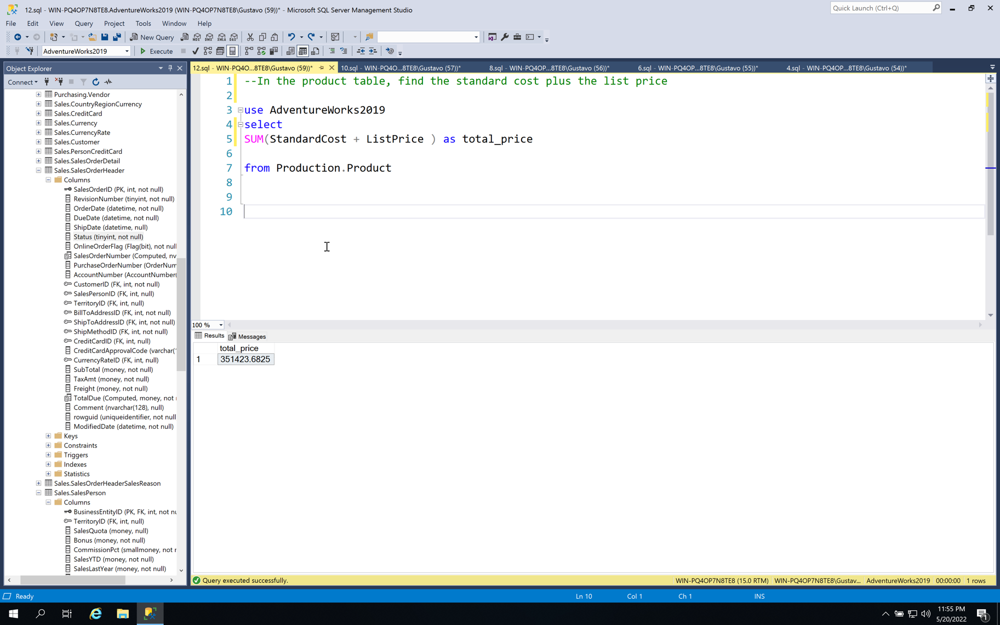 12.sql - WIN-PQ4OP7N8TE8.AdventureWorks2019 (WIN-PQ4OP7N8TE8\Gustavo (59))* - Microsoft SQL Server Management Studio
Quick Launch (Ctrl+Q)
File Edit View Query Project Tools Window Help
New Query
AdventureWorks2019 Execute
Object Explorer
Connect
Purchasing.Vendor
Sales.CountryRegionCurrency
Sales.CreditCard
Sales.Currency
Sales.CurrencyRate
Sales.Customer
Sales.PersonCreditCard
Sales.SalesOrderDetail
Sales.SalesOrderHeader
Columns
SalesOrderID (PK, int, not null)
RevisionNumber (tinyint, not null)
OrderDate (datetime, not null)
DueDate (datetime, not null)
ShipDate (datetime, null)
Status (tinyint, not null)
OnlineOrderFlag (Flag(bit), not null
SalesOrderNumber (Computed, nv
PurchaseOrderNumber (OrderNum
AccountNumber (AccountNumber(
CustomerID (FK, int, not null)
SalesPersonID (FK, int, null)
TerritoryID (FK, int, null)
BillToAddressID (FK, int, not null)
ShipToAddressID (FK, int, not null)
ShipMethodID (FK, int, not null)
CreditCardID (FK, int, null)
CreditCardApprovalCode (varchar(1
CurrencyRateID (FK, int, null)
SubTotal (money, not null)
TaxAmt (money, not null)
Freight (money, not null)
TotalDue (Computed, money, not
Comment (nvarchar(128), null)
rowguid (uniqueidentifier, not null
ModifiedDate (datetime, not null)
Keys
Constraints
Triggers
Indexes
Statistics
Sales.SalesOrderHeaderSalesReason
Sales.SalesPerson
Columns
BusinessEntityID (PK, FK, int, not nu
TerritoryID (FK, int, null)
SalesQuota (money, null)
Bonus (money, not null)
CommissionPct (smallmoney, not r
SalesYTD (money, not null)
SalesLastYear (money, not null)
12.sql - WIN-PQ4O...8TE8\Gustavo (59))* 10.sql - WIN-PQ4O...8TE8\Gustavo (57))* 8.sql - WIN-PQ4OP...8TE8\Gustavo (56))* 6.sql - WIN-PQ4OP...8TE8\Gustavo (55))* 4.sql - WIN-PQ4OP...8TE8\Gustavo (54))*
1 --In the product table, find the standard cost plus the list price
2
3 use AdventureWorks2019
4 select
5 SUM(StandardCost + ListPrice ) as total_price
6
7 from Production.Product
8
9
10
100 %
Results Messages
total_price
1 351423.6825
Query executed successfully. WIN-PQ4OP7N8TE8 (15.0 RTM) WIN-PQ4OP7N8TE8\Gustav... AdventureWorks2019 00:00:00 1 rows
Ready Ln 10 Col 1 Ch 1 INS
11:55 PM
5/20/2022
1